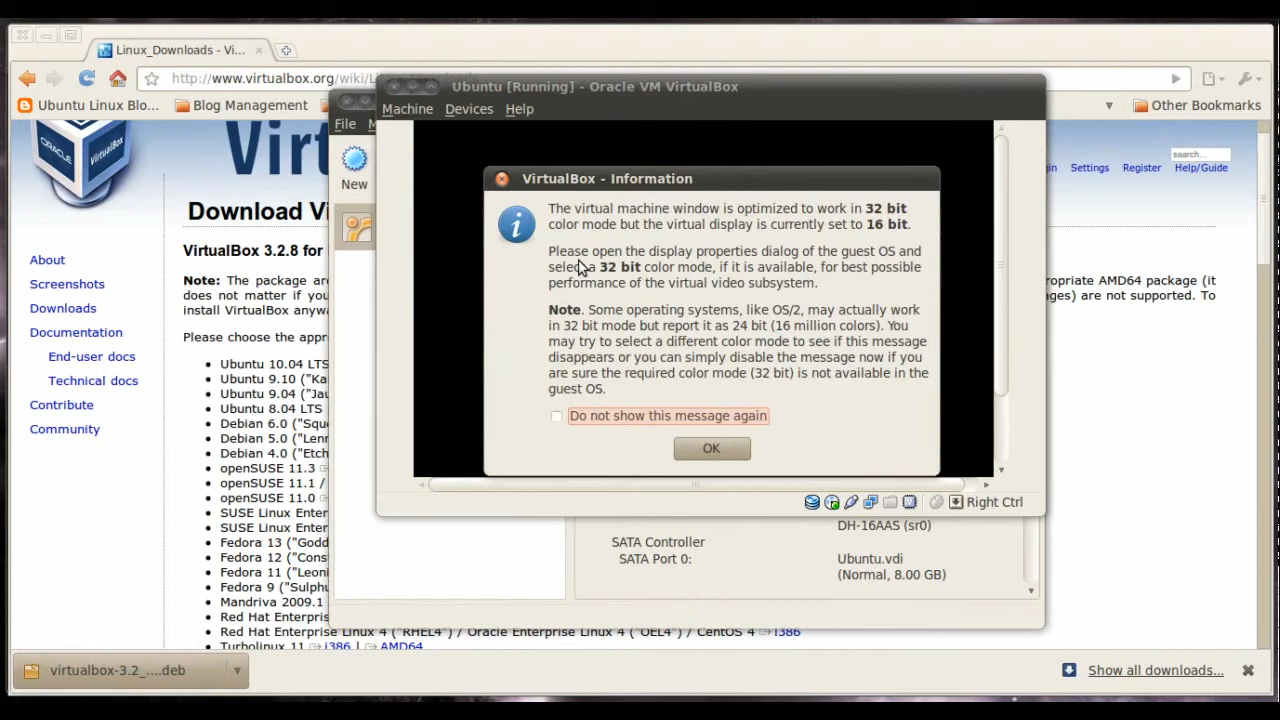 Linux_Downloads - Vi...
http://www.virtualbox.org/wiki/Li
Ubuntu Linux Blo...
Blog Management
Other Bookmarks
Ubuntu [Running] - Oracle VM VirtualBox
Machine Devices Help
File M
New
VirtualBox - Information
The virtual machine window is optimized to work in 32 bit
color mode but the virtual display is currently set to 16 bit.
Please open the display properties dialog of the guest OS and
select a 32 bit color mode, if it is available, for best possible
performance of the virtual video subsystem.
Note. Some operating systems, like OS/2, may actually work
in 32 bit mode but report it as 24 bit (16 million colors). You
may try to select a different color mode to see if this message
disappears or you can simply disable the message now if you
are sure the required color mode (32 bit) is not available in the
guest OS.
Do not show this message again
OK
Right Ctrl
DH-16AAS (sr0)
SATA Controller
SATA Port 0:
Ubuntu.vdi
(Normal, 8.00 GB)
ORACLE
VirtualBox
Virt
search...
gin Settings Register Help/Guide
Download Vi
About
Screenshots
Downloads
Documentation
End-user docs
Technical docs
Contribute
Community
VirtualBox 3.2.8 for
Note: The package are
ropriate AMD64 package (it
does not matter if you
ges) are not supported. To
install VirtualBox anyw
Please choose the appr
Ubuntu 10.04 LTS
Ubuntu 9.10 ("Ka
Ubuntu 9.04 ("Jau
Ubuntu 8.04 LTS
Debian 6.0 ("Sque
Debian 5.0 ("Lenn
Debian 4.0 ("Etch
openSUSE 11.3
openSUSE 11.1 /
openSUSE 11.0
SUSE Linux Enter
SUSE Linux Enter
Fedora 13 ("Godd
Fedora 12 ("Cons
Fedora 11 ("Leoni
Fedora 9 ("Sulphu
Mandriva 2009.1
Red Hat Enterpris
Red Hat Enterprise Linux 4 ("RHEL4") / Oracle Enterprise Linux 4 ("OEL4") / CentOS 4 i386
Turbolinux 11 i386 | AMD64
virtualbox-3.2_....deb
Show all downloads...